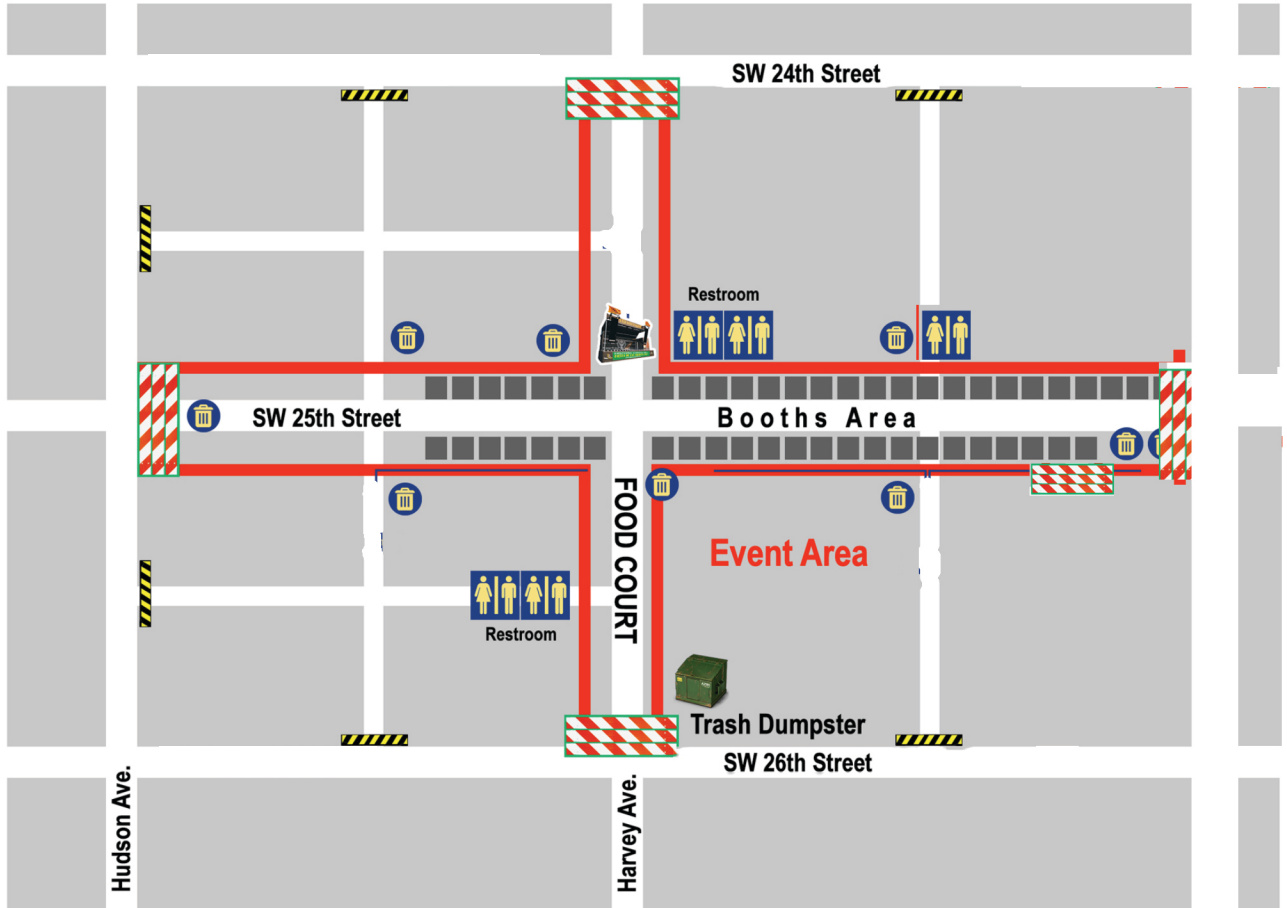 SW 24th Street
Restroom
SW 25th Street
Booths Area
FOOD COURT
Event Area
Restroom
Trash Dumpster
SW 26th Street
Hudson Ave.
Harvey Ave.